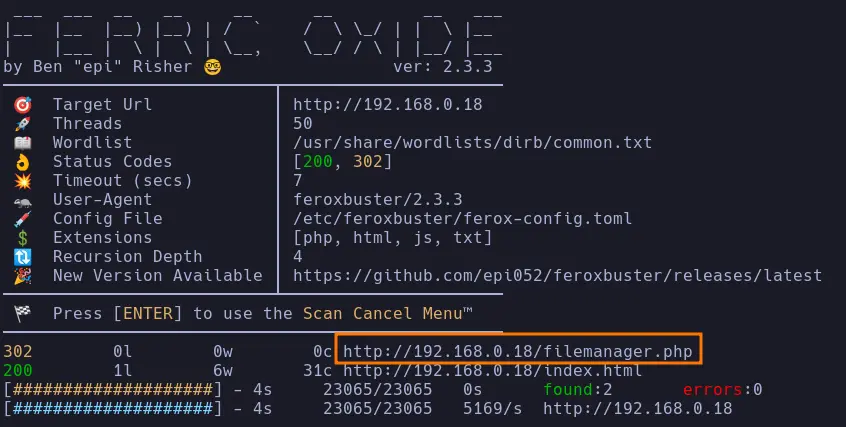 FERRIC OXIDE
by Ben "epi" Risher 🤓 ver: 2.3.3
🎯 Target Url http://192.168.0.18
🚀 Threads 50
📖 Wordlist /usr/share/wordlists/dirb/common.txt
👌 Status Codes [200, 302]
💥 Timeout (secs) 7
🦡 User-Agent feroxbuster/2.3.3
💉 Config File /etc/feroxbuster/ferox-config.toml
💲 Extensions [php, html, js, txt]
🔃 Recursion Depth 4
🎉 New Version Available https://github.com/epi052/feroxbuster/releases/latest
🏁 Press [ENTER] to use the Scan Cancel Menu™
302 0l 0w 0c http://192.168.0.18/filemanager.php
200 1l 6w 31c http://192.168.0.18/index.html
[####################] - 4s 23065/23065 0s found:2 errors:0
[####################] - 4s 23065/23065 5169/s http://192.168.0.18